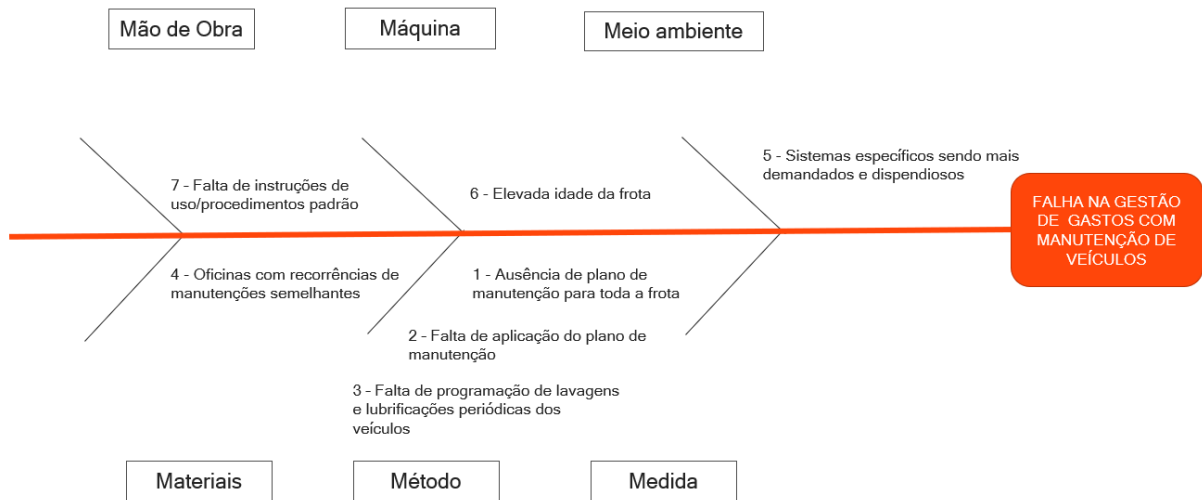 Mão de Obra
Máquina
Meio ambiente
7 - Falta de instruções de
uso/procedimentos padrão
6 - Elevada idade da frota
5 - Sistemas específicos sendo mais
demandados e dispendiosos
FALHA NA GESTÃO
DE GASTOS COM
MANUTENÇÃO DE
VEÍCULOS
4 - Oficinas com recorrências de
manutenções semelhantes
1 - Ausência de plano de
manutenção para toda a frota
2 - Falta de aplicação do plano de
manutenção
3 - Falta de programação de lavagens
e lubrificações periódicas dos
veículos
Materiais
Método
Medida